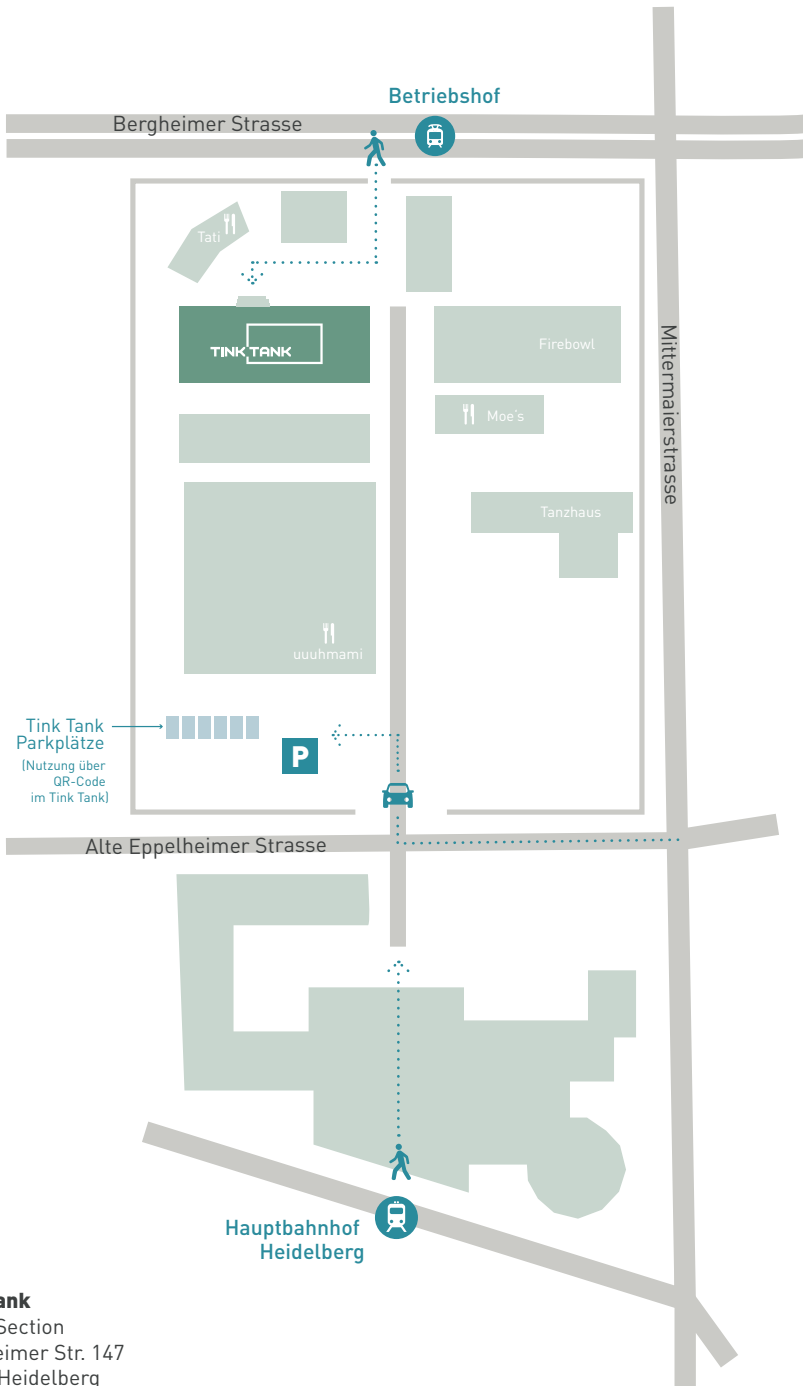 Betriebshof
Bergheimer Strasse
Tati
TINK TANK
Firebowl
Mittermaierstrasse
Moe´s
Tanzhaus
uuuhmami
Tink Tank
Parkplätze
(Nutzung über
QR-Code
im Tink Tank)
P
Alte Eppelheimer Strasse
Hauptbahnhof
Heidelberg
ank
Section
eimer Str. 147
Heidelberg